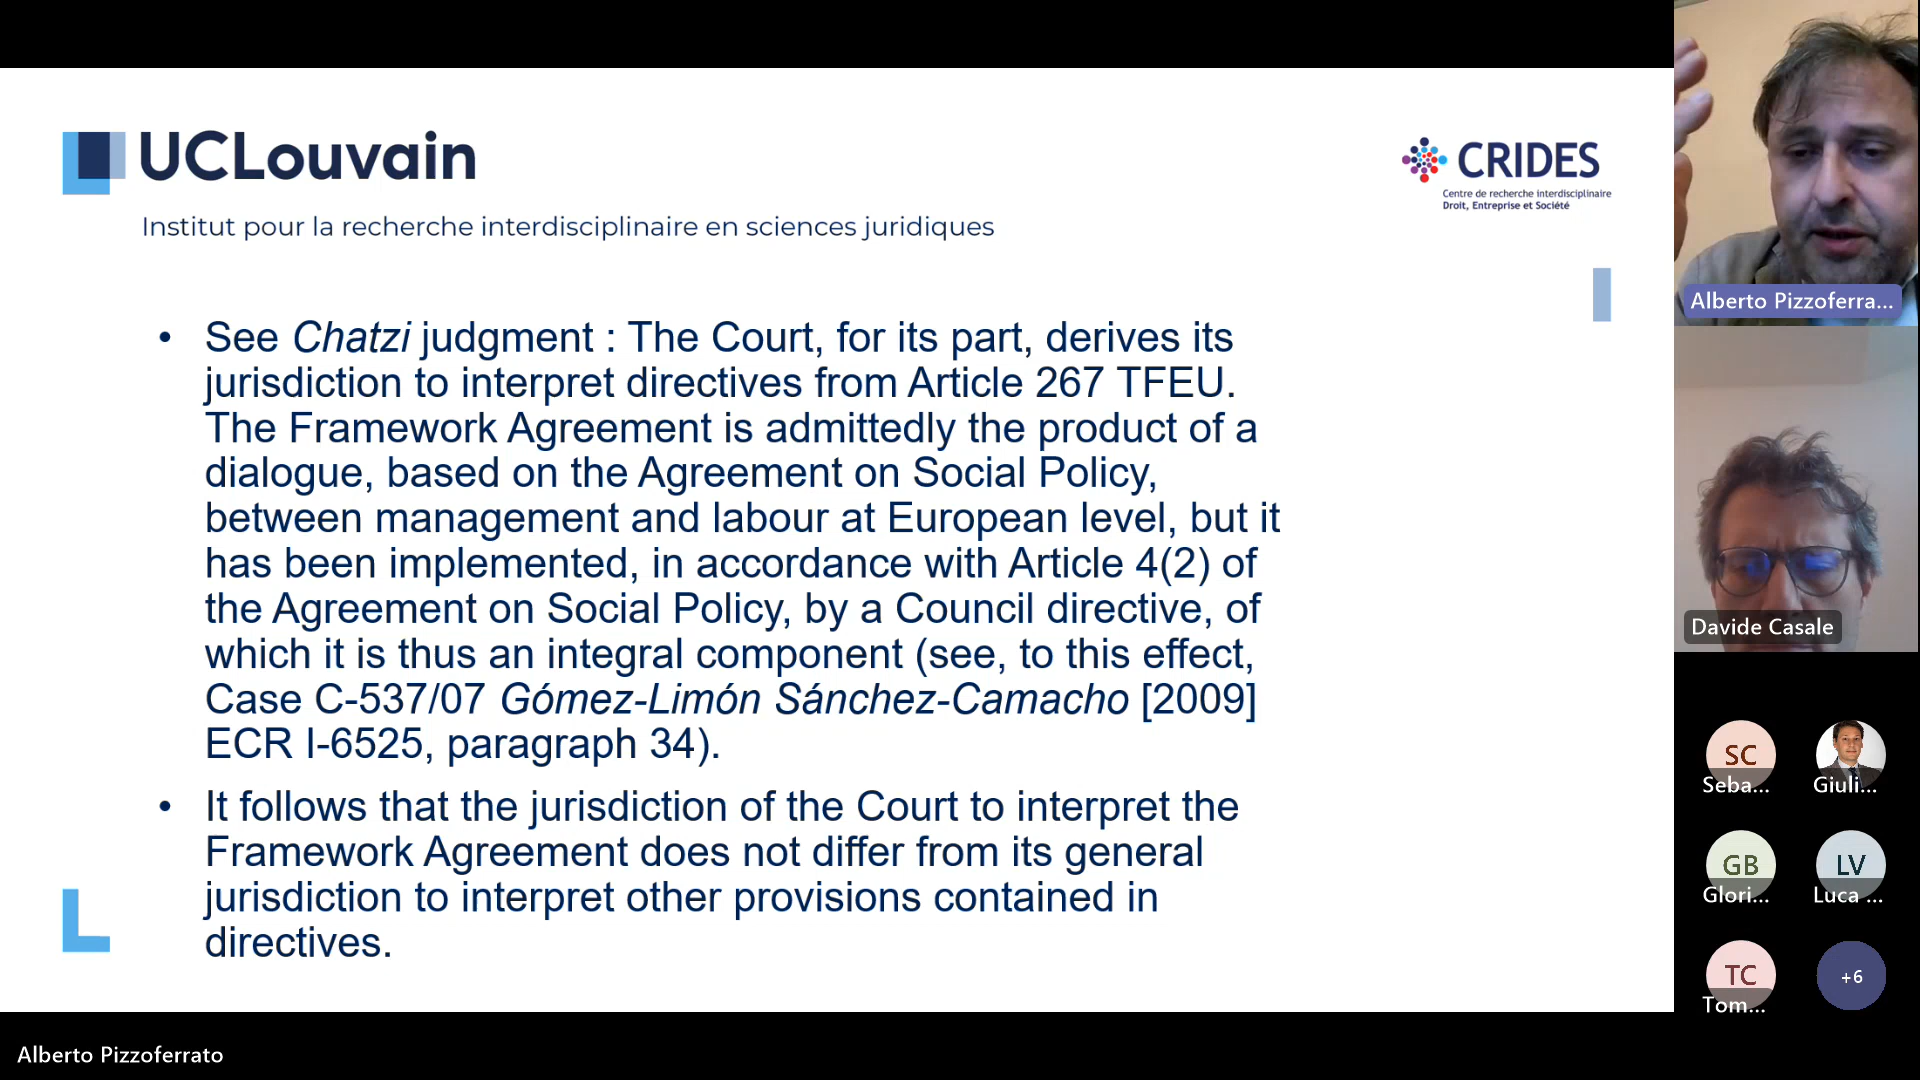 UCLouvain
Institut pour la recherche interdisciplinaire en sciences juridiques
CRIDES
Centre de recherche interdisciplinaire
Droit, Entreprise et Société
• See Chatzi judgment : The Court, for its part, derives its
jurisdiction to interpret directives from Article 267 TFEU.
The Framework Agreement is admittedly the product of a
dialogue, based on the Agreement on Social Policy,
between management and labour at European level, but it
has been implemented, in accordance with Article 4(2) of
the Agreement on Social Policy, by a Council directive, of
which it is thus an integral component (see, to this effect,
Case C-537/07 Gómez-Limón Sánchez-Camacho [2009]
ECR I-6525, paragraph 34).
• It follows that the jurisdiction of the Court to interpret the
Framework Agreement does not differ from its general
jurisdiction to interpret other provisions contained in
directives.
Alberto Pizzoferra...
Davide Casale
SC
Seba...
Giuli...
GB
Glori...
LV
Luca ...
TC
Tom...
+6
Alberto Pizzoferrato